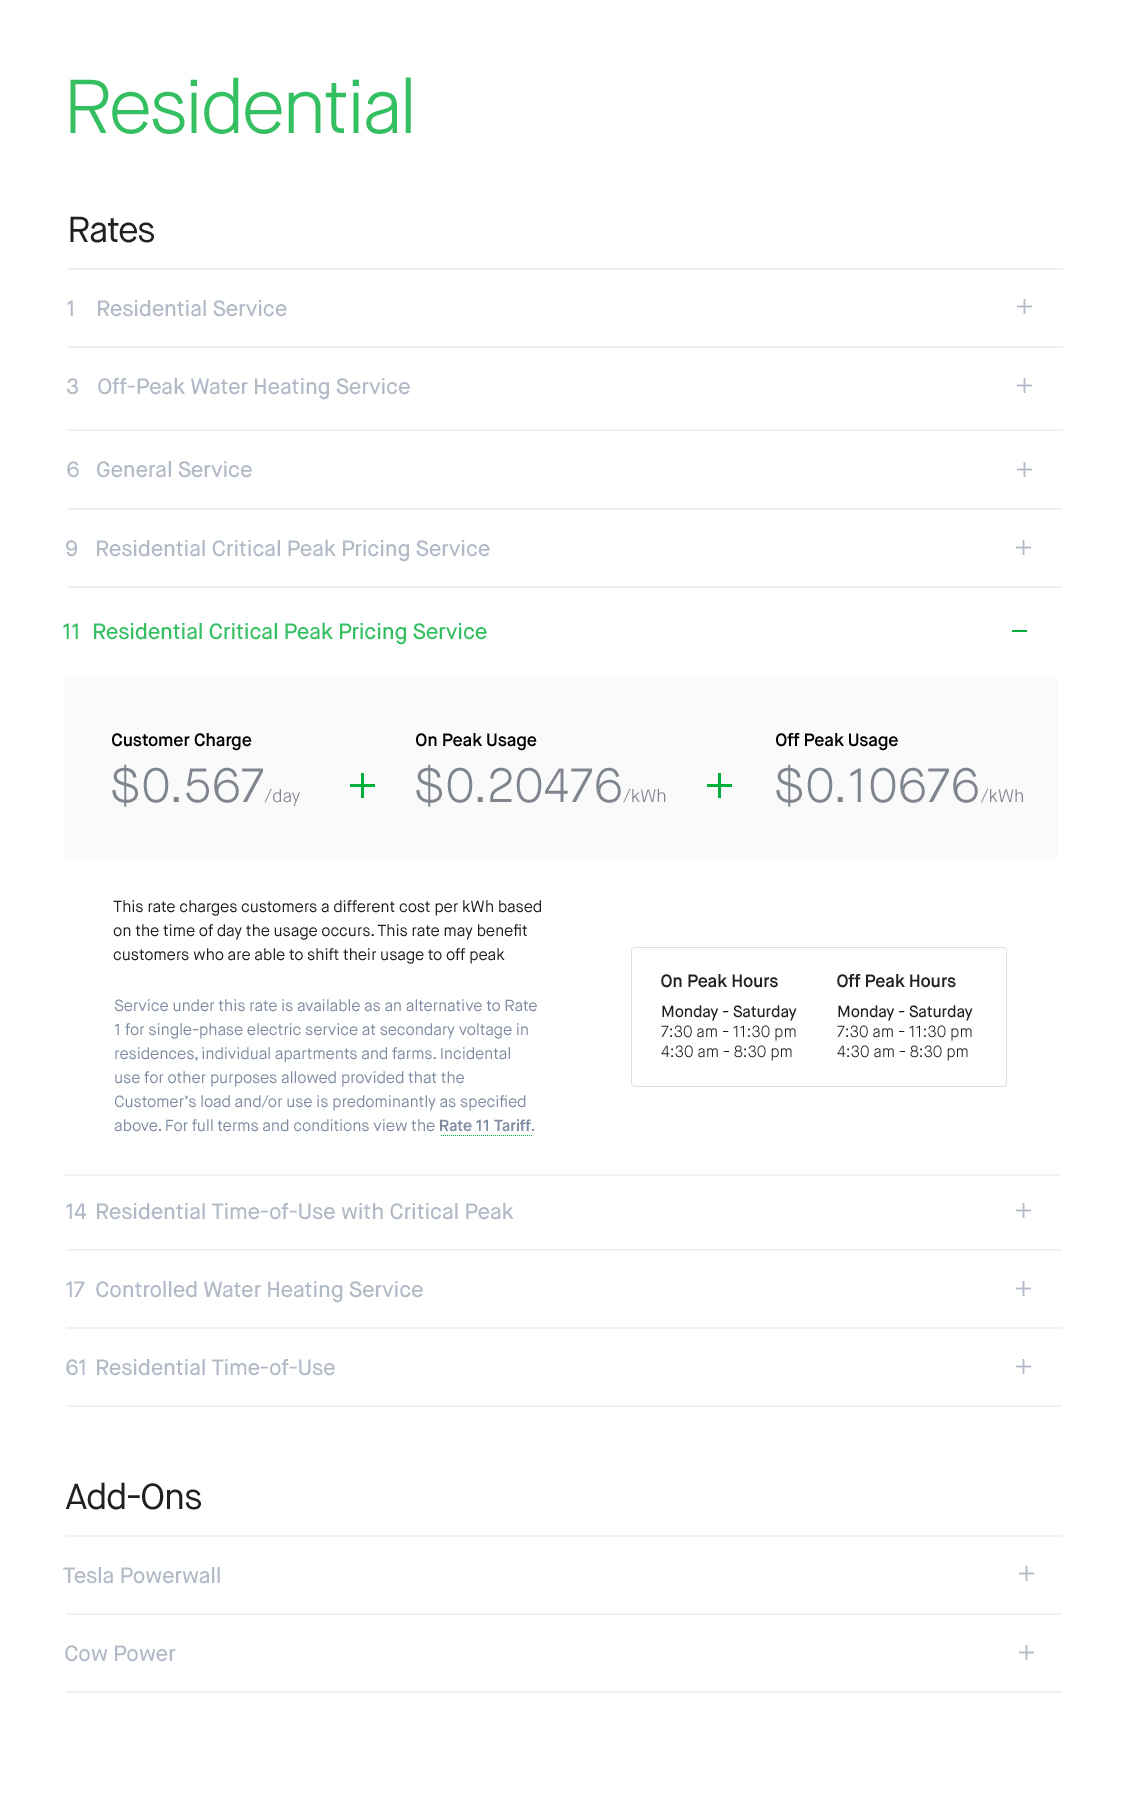 Residential
Rates
1 Residential Service +
3 Off-Peak Water Heating Service +
6 General Service +
9 Residential Critical Peak Pricing Service +
11 Residential Critical Peak Pricing Service −
Customer Charge
$0.567/day
+
On Peak Usage
$0.20476/kWh
+
Off Peak Usage
$0.10676/kWh
This rate charges customers a different cost per kWh based
on the time of day the usage occurs. This rate may benefit
customers who are able to shift their usage to off peak
Service under this rate is available as an alternative to Rate
1 for single-phase electric service at secondary voltage in
residences, individual apartments and farms. Incidental
use for other purposes allowed provided that the
Customer's load and/or use is predominantly as specified
above. For full terms and conditions view the Rate 11 Tariff.
On Peak Hours
Monday - Saturday
7:30 am - 11:30 pm
4:30 am - 8:30 pm
Off Peak Hours
Monday - Saturday
7:30 am - 11:30 pm
4:30 am - 8:30 pm
14 Residential Time-of-Use with Critical Peak +
17 Controlled Water Heating Service +
61 Residential Time-of-Use +
Add-Ons
Tesla Powerwall +
Cow Power +